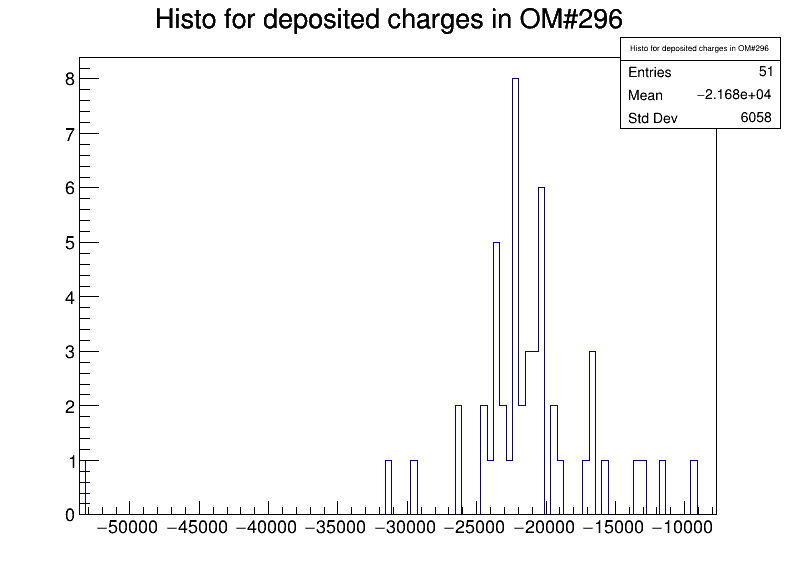 Histo for deposited charges in OM#296
Histo for deposited charges in OM#296
Entries 51
Mean −2.168e+04
Std Dev 6058
8
7
6
5
4
3
2
1
0
−50000 −45000 −40000 −35000 −30000 −25000 −20000 −15000 −10000